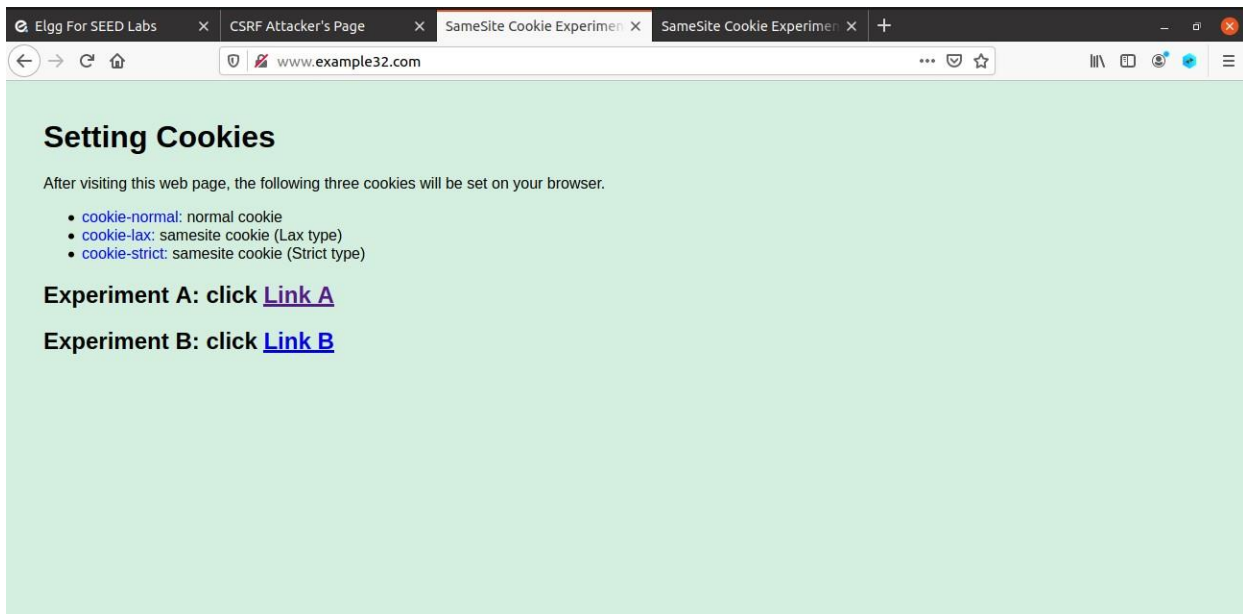 Elgg For SEED Labs
CSRF Attacker's Page
SameSite Cookie Experimen
SameSite Cookie Experimen
www.example32.com
Setting Cookies
After visiting this web page, the following three cookies will be set on your browser.
• cookie-normal: normal cookie
• cookie-lax: samesite cookie (Lax type)
• cookie-strict: samesite cookie (Strict type)
Experiment A: click Link A
Experiment B: click Link B